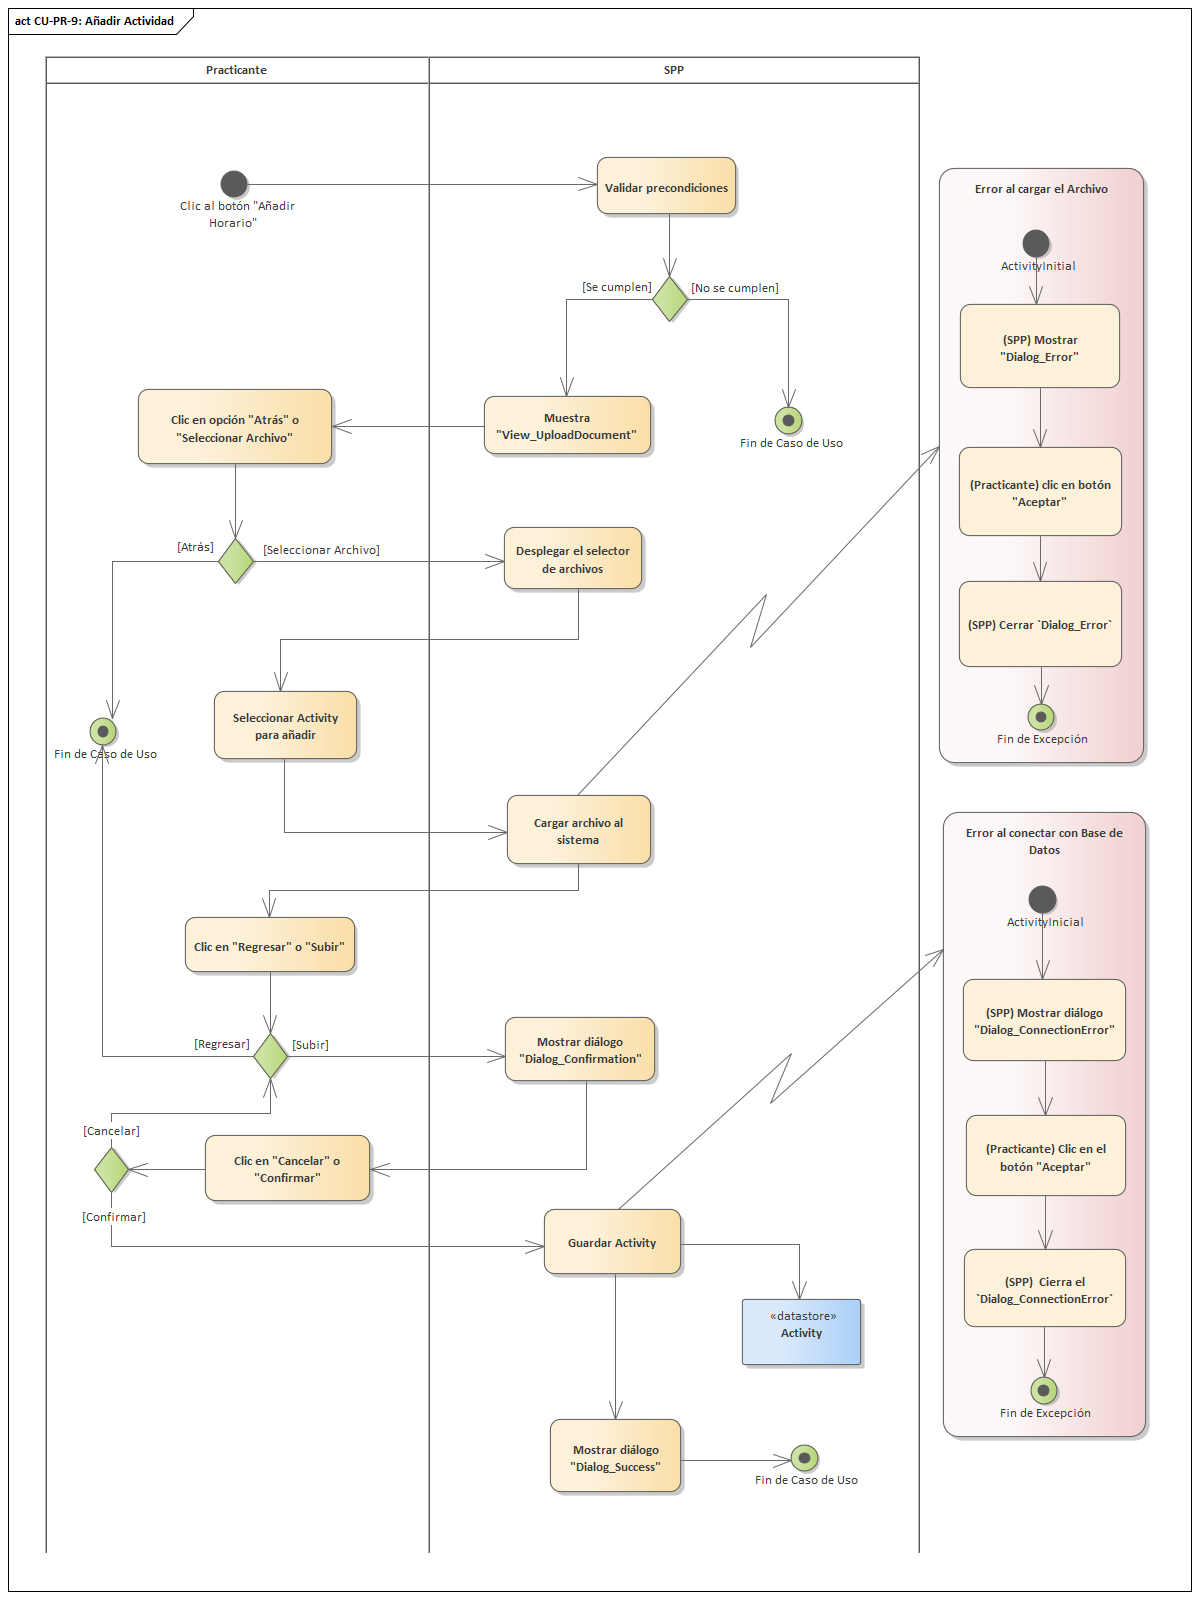 act CU-PR-9: Añadir Actividad
Practicante
SPP
Clic al botón "Añadir
Horario"
Validar precondiciones
[Se cumplen]
[No se cumplen]
Muestra
"View_UploadDocument"
Fin de Caso de Uso
Clic en opción "Atrás" o
"Seleccionar Archivo"
[Atrás]
[Seleccionar Archivo]
Desplegar el selector
de archivos
Seleccionar Activity
para añadir
Fin de Caso de Uso
Cargar archivo al
sistema
Clic en "Regresar" o "Subir"
[Regresar]
[Subir]
Mostrar diálogo
"Dialog_Confirmation"
[Cancelar]
Clic en "Cancelar" o
"Confirmar"
[Confirmar]
Guardar Activity
«datastore»
Activity
Mostrar diálogo
"Dialog_Success"
Fin de Caso de Uso
Error al cargar el Archivo
ActivityInitial
(SPP) Mostrar
"Dialog_Error"
(Practicante) clic en botón
"Aceptar"
(SPP) Cerrar `Dialog_Error`
Fin de Excepción
Error al conectar con Base de
Datos
ActivityInicial
(SPP) Mostrar diálogo
"Dialog_ConnectionError"
(Practicante) Clic en el
botón "Aceptar"
(SPP)  Cierra el
`Dialog_ConnectionError`
Fin de Excepción